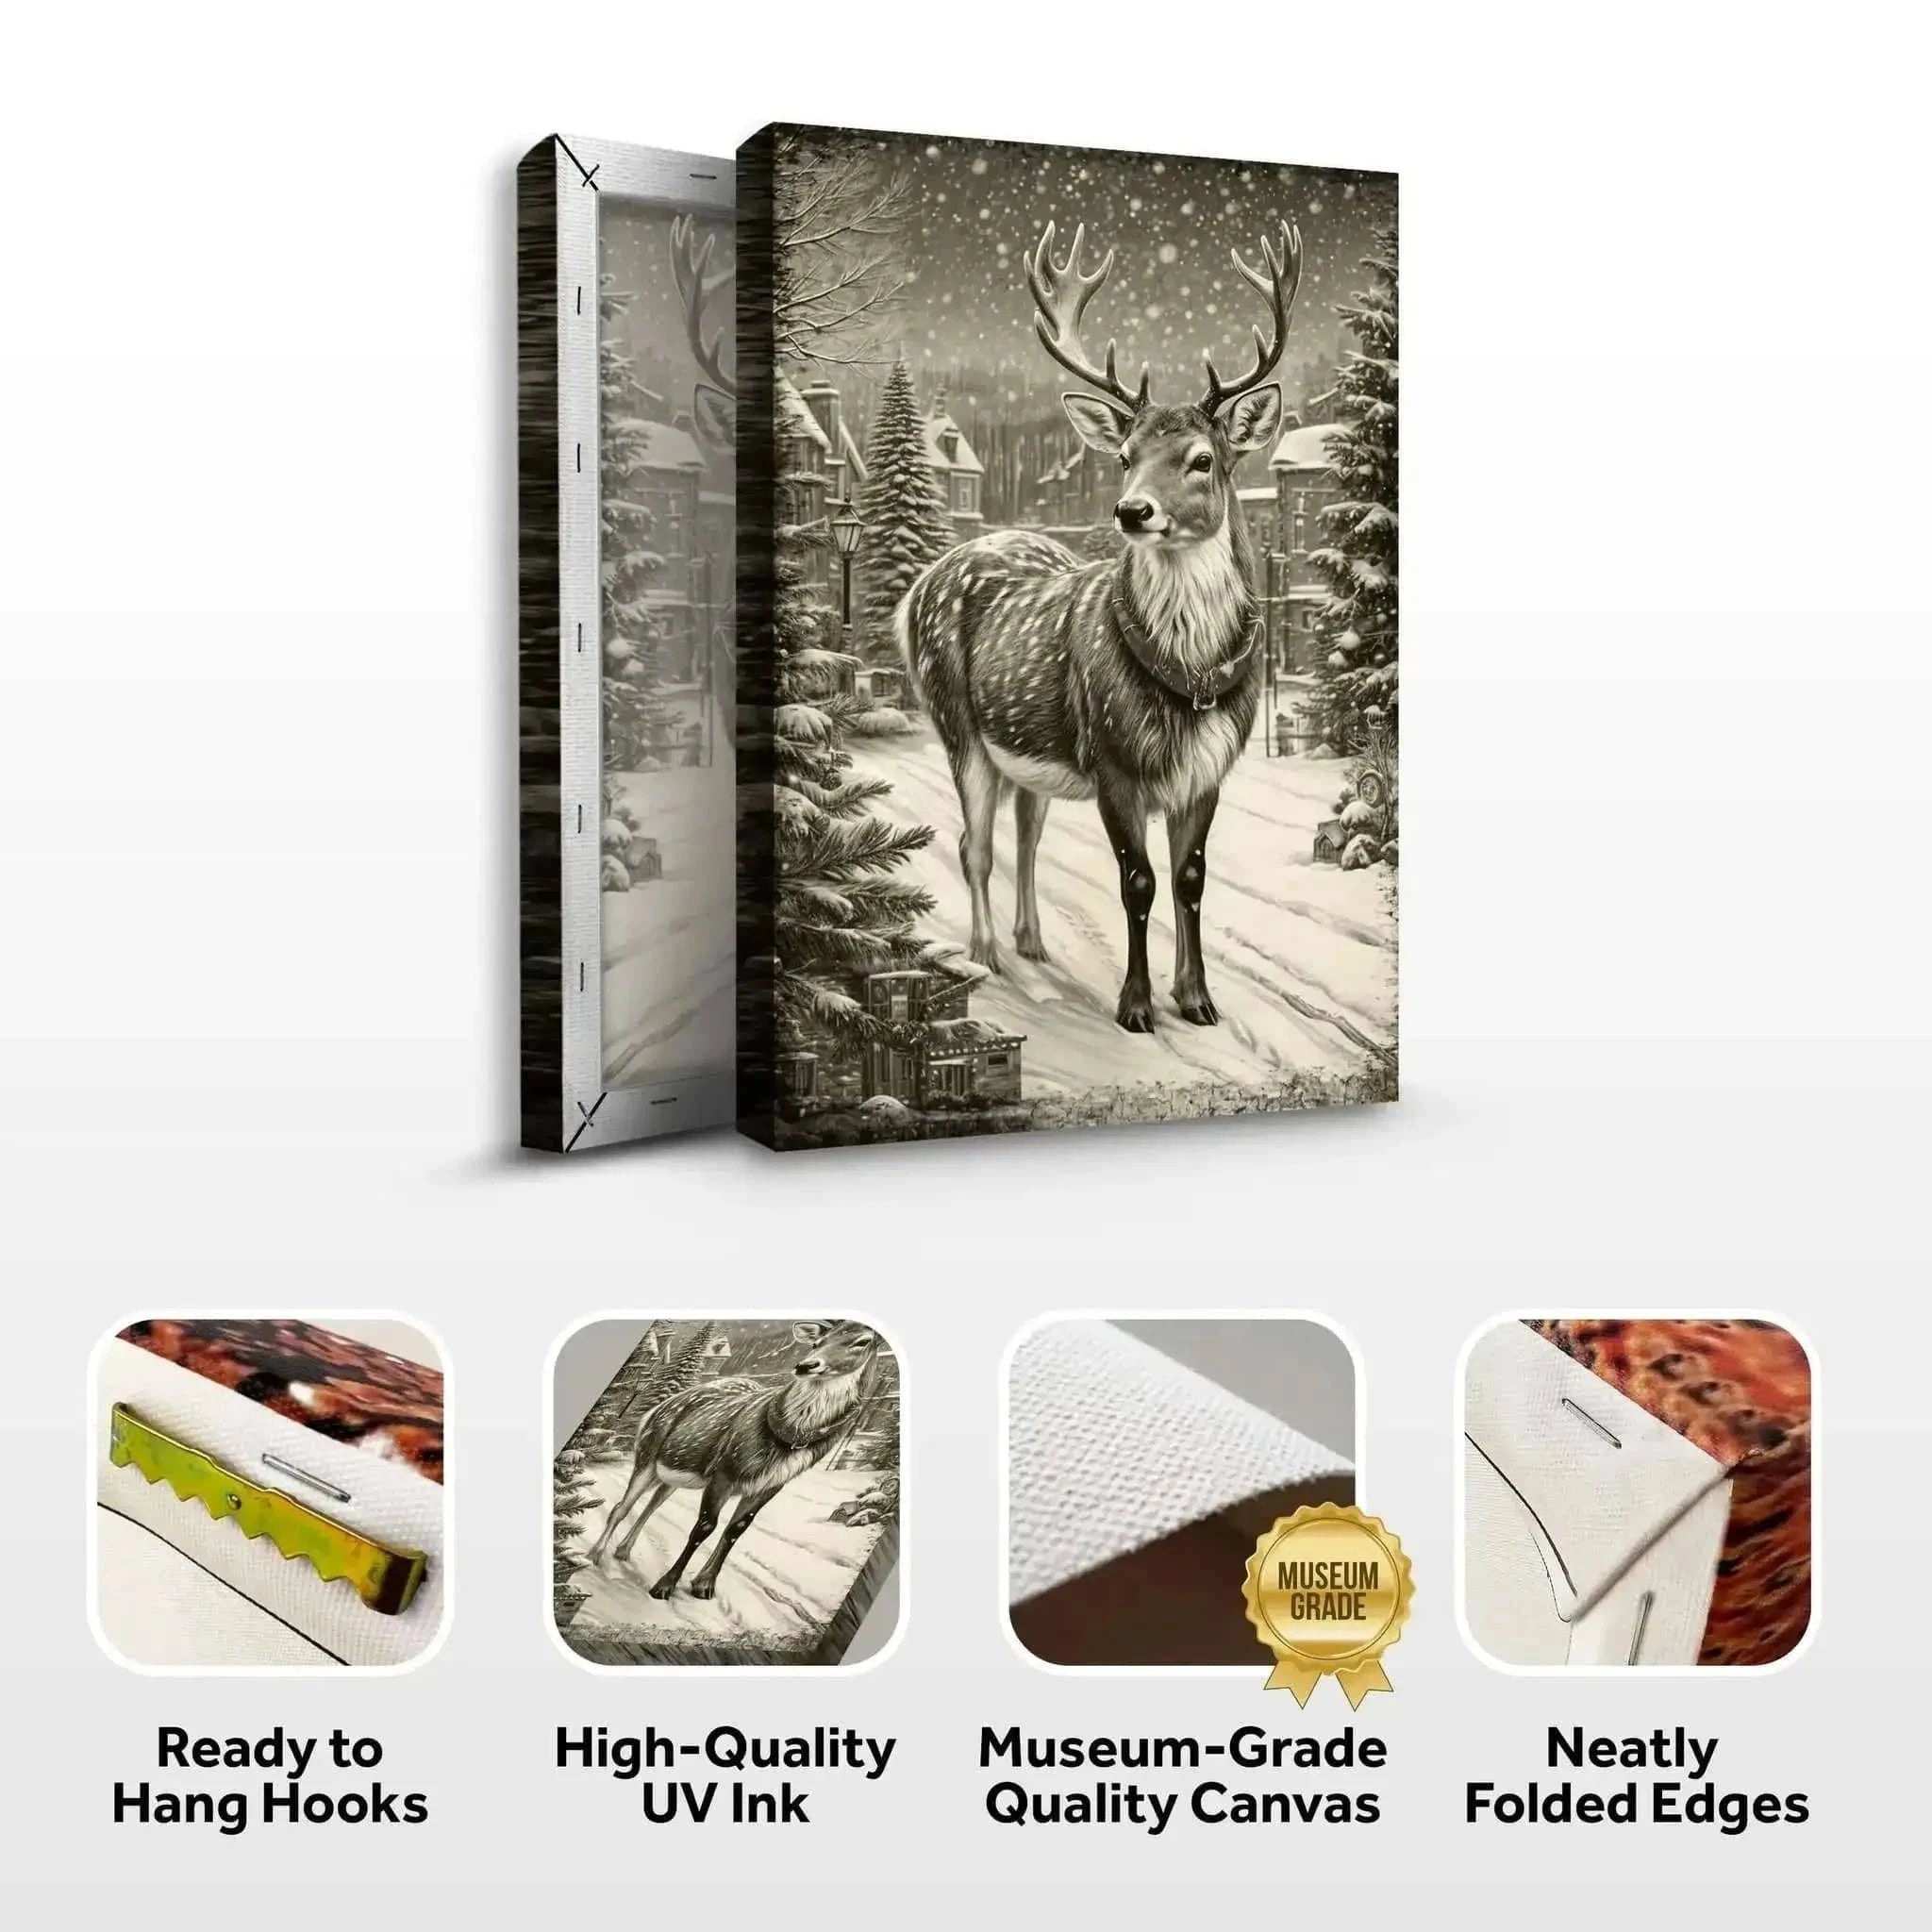 MUSEUM
GRADE
Ready to
Hang Hooks
High-Quality
UV Ink
Museum-Grade
Quality Canvas
Neatly
Folded Edges